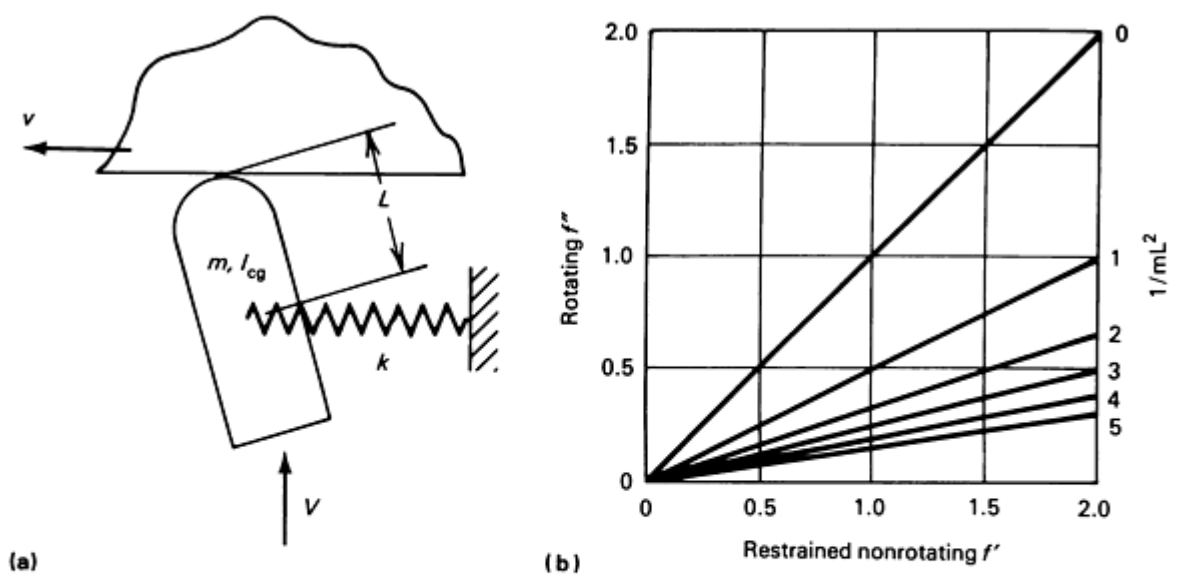 v
L
m, I_cg
k
V
(a)
2.0
1.5
1.0
0.5
0
Rotating f″
0
0.5
1.0
1.5
2.0
Restrained nonrotating f′
0
1
2
3
4
5
1/mL²
(b)